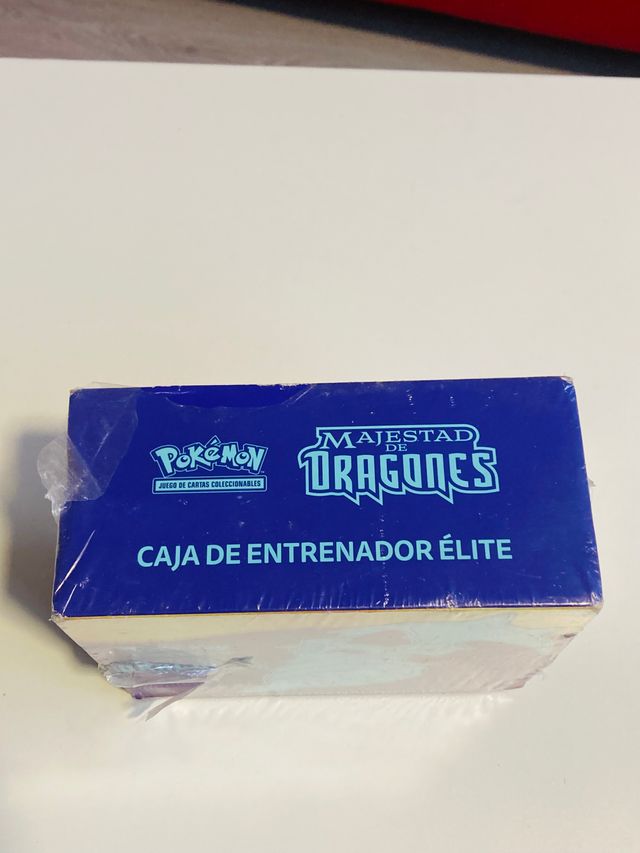 POKéMON
JUEGO DE CARTAS COLECCIONABLES
MAJESTAD
DE
DRAGONES
CAJA DE ENTRENADOR ÉLITE